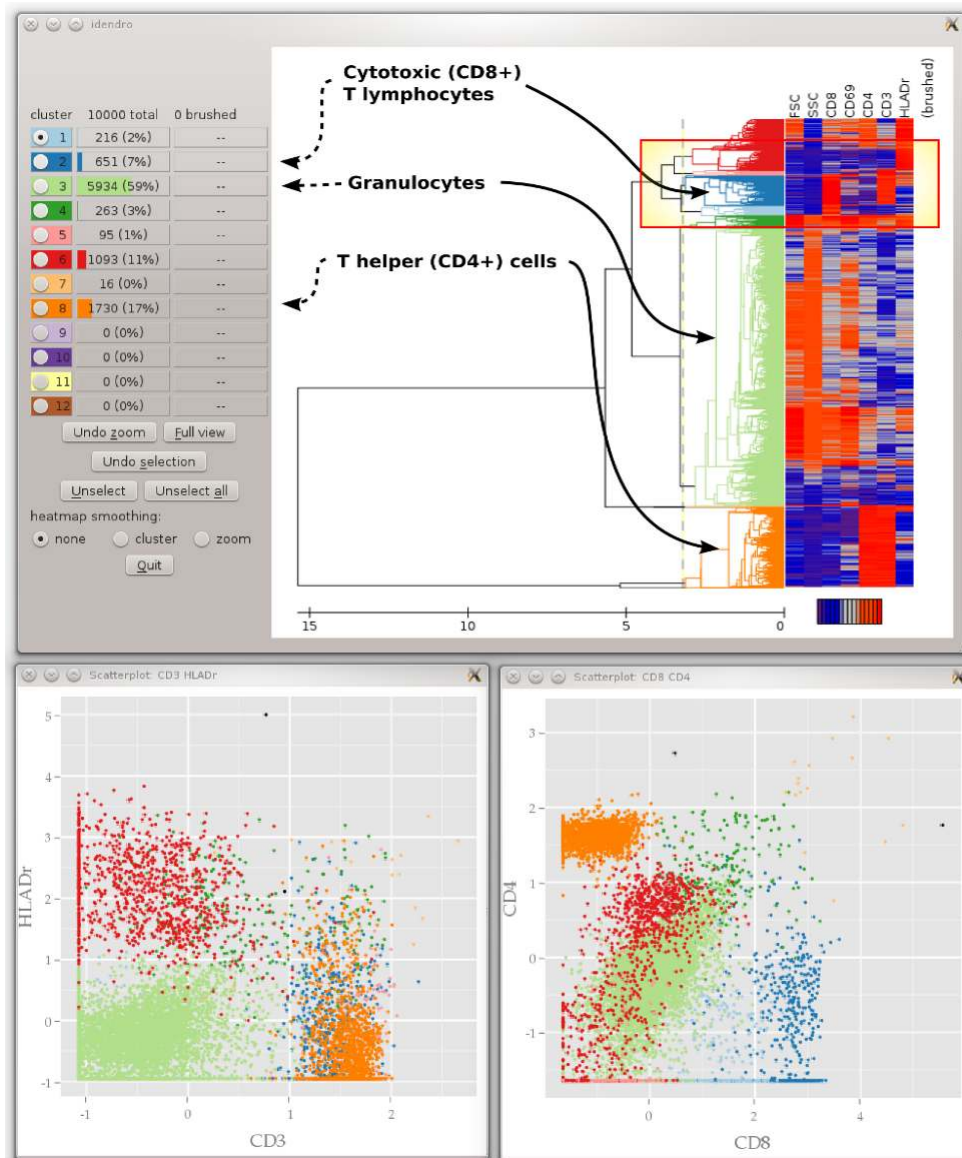 idendro
cluster 10000 total 0 brushed
1 216 (2%) --
2 651 (7%) --
3 5934 (59%) --
4 263 (3%) --
5 95 (1%) --
6 1093 (11%) --
7 16 (0%) --
8 1730 (17%) --
9 0 (0%) --
10 0 (0%) --
11 0 (0%) --
12 0 (0%) --
Undo zoom Full view
Undo selection
Unselect Unselect all
heatmap smoothing:
none cluster zoom
Quit
Cytotoxic (CD8+)
T lymphocytes
Granulocytes
T helper (CD4+) cells
FSC
SSC
CD8
CD69
CD4
CD3
HLADr
(brushed)
15 10 5 0
Scatterplot: CD3 HLADr
5
4
3
2
1
0
-1
HLADr
-1 0 1 2
CD3
Scatterplot: CD8 CD4
3
2
1
0
-1
CD4
0 2 4
CD8